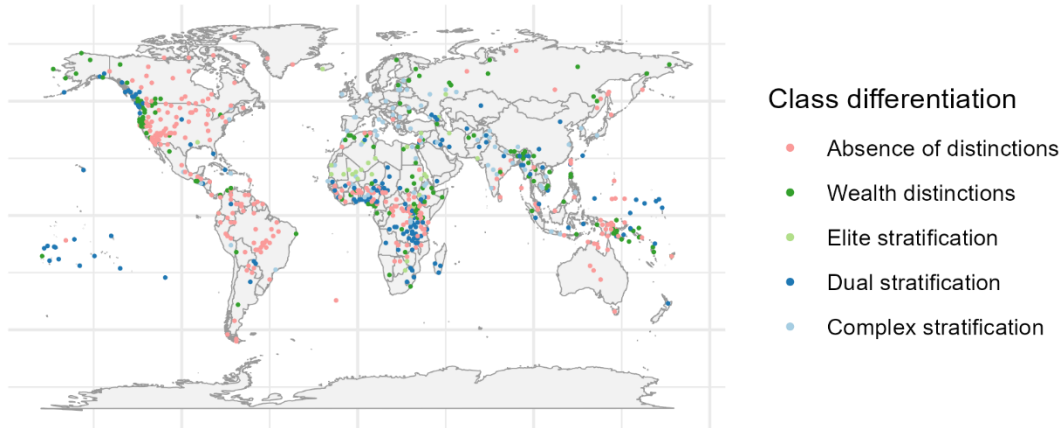 Class differentiation
Absence of distinctions
Wealth distinctions
Elite stratification
Dual stratification
Complex stratification